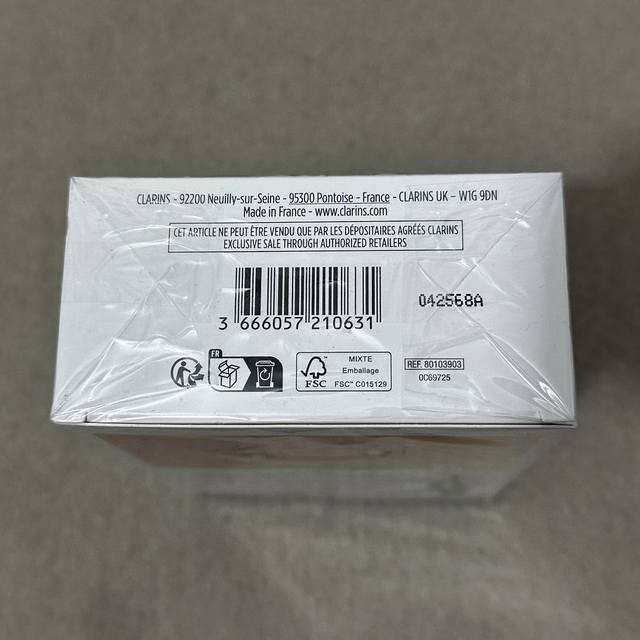 CLARINS - 92200 Neuilly-sur-Seine - 95300 Pontoise - France - CLARINS UK - W1G 9DN
Made in France - www.clarins.com
CET ARTICLE NE PEUT ÊTRE VENDU QUE PAR LES DÉPOSITAIRES AGRÉÉS CLARINS
EXCLUSIVE SALE THROUGH AUTHORIZED RETAILERS
042568A
3 666057 210631
FR
MIXTE
Emballage
FSC™ C015129
FSC
REF. 80103903
0C69725